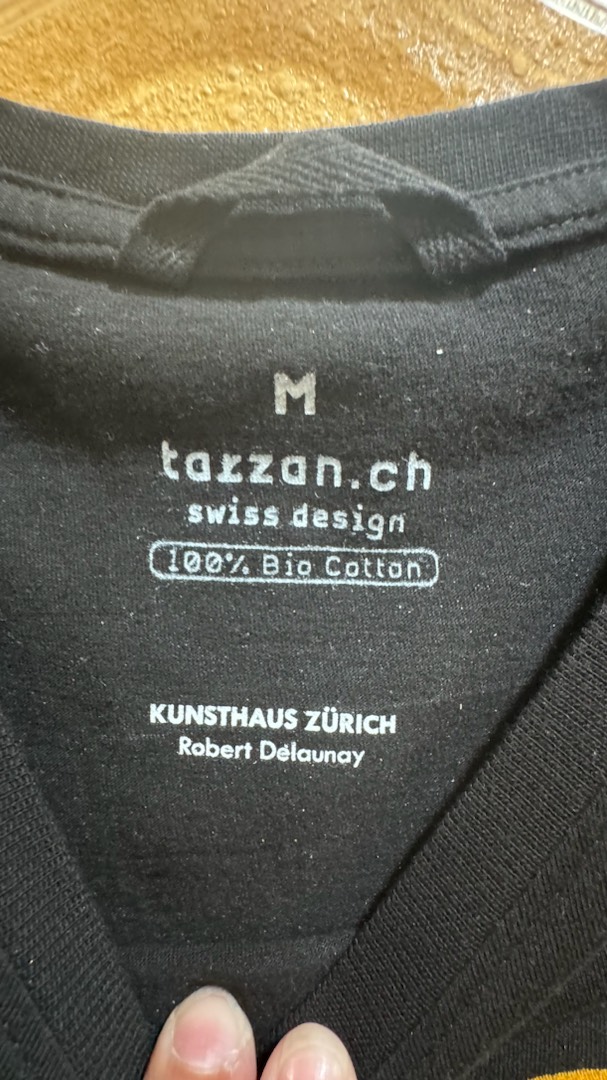 M
tarzan.ch
swiss design
100% Bio Cotton
KUNSTHAUS ZÜRICH
Robert Delaunay